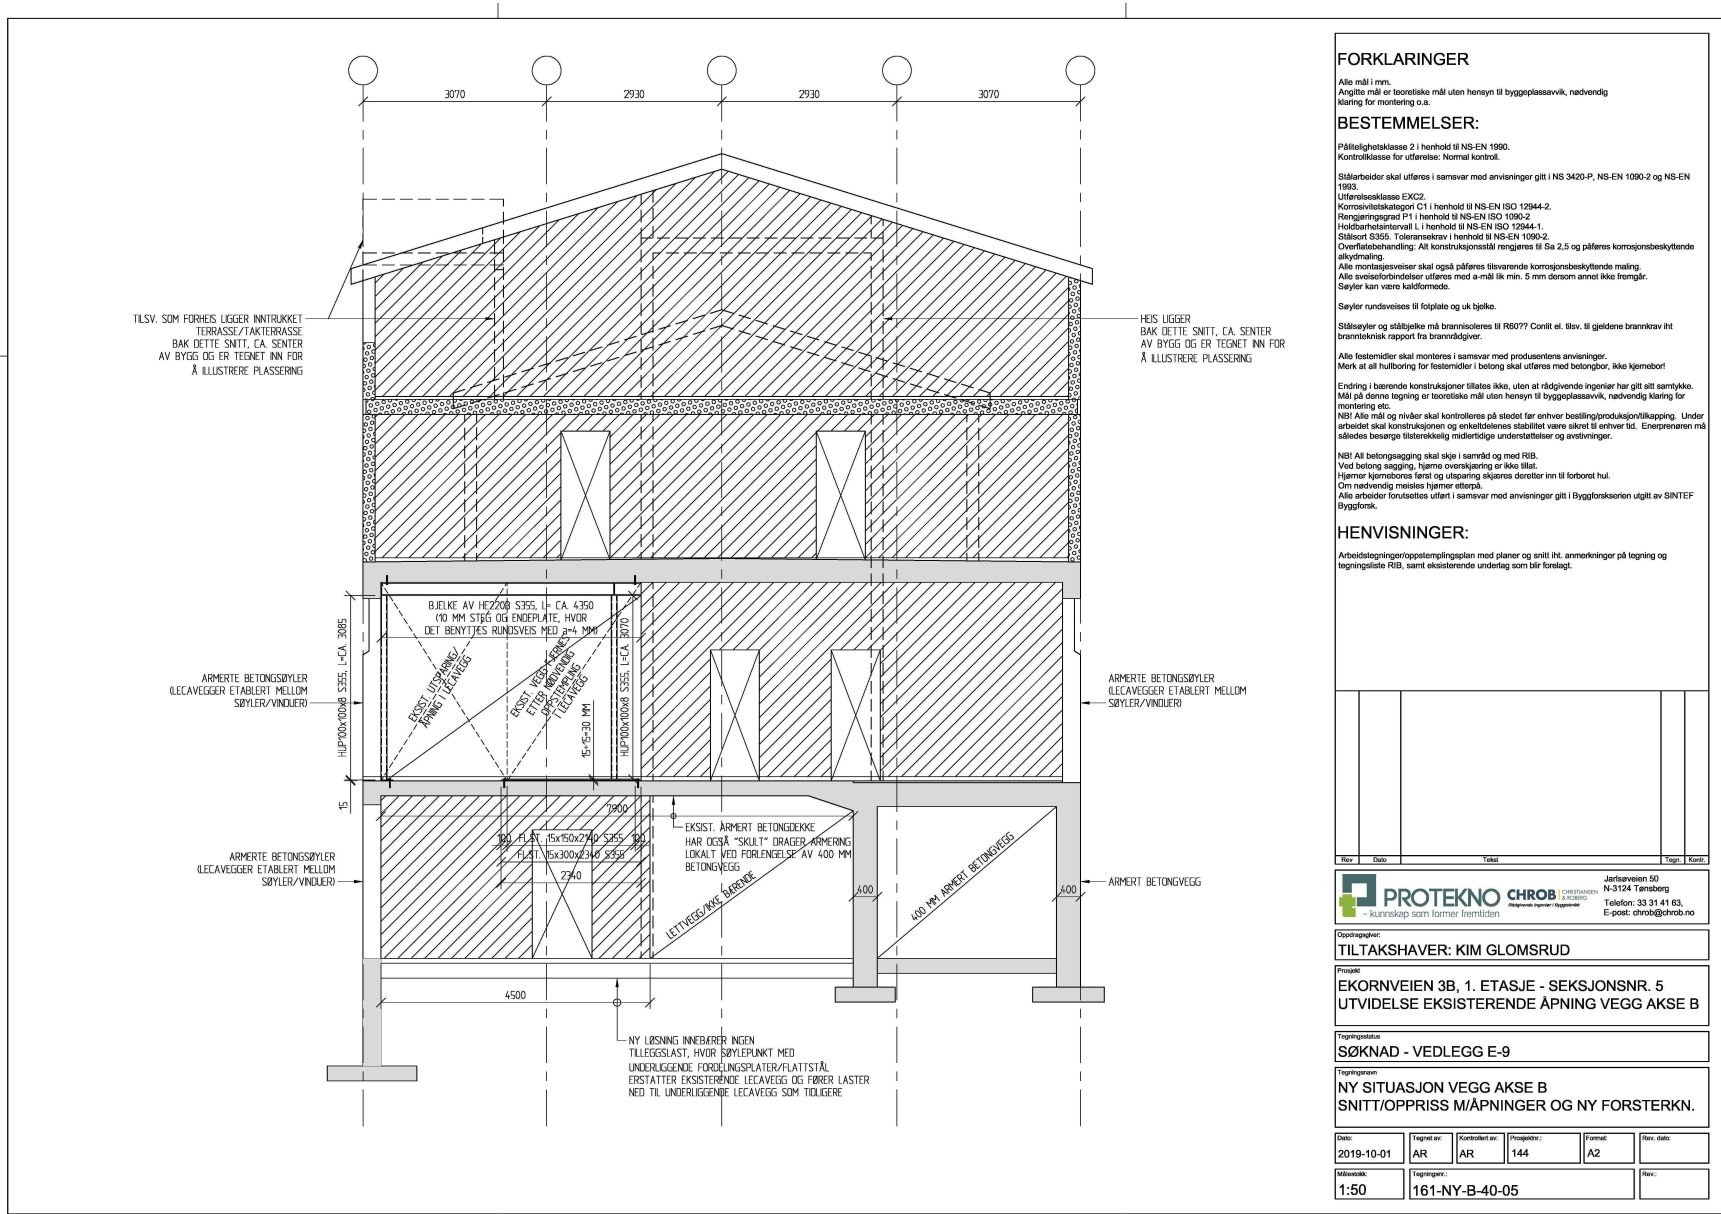 3070
2930
2930
3070
TILSV. SOM FORHEIS LIGGER INNTRUKKET
TERRASSE/TAKTERRASSE
BAK DETTE SNITT, CA. SENTER
AV BYGG OG ER TEGNET INN FOR
Å ILLUSTRERE PLASSERING
HEIS LIGGER
BAK DETTE SNITT, CA. SENTER
AV BYGG OG ER TEGNET INN FOR
Å ILLUSTRERE PLASSERING
BJELKE AV HE220B S355, L= CA. 4350
(10 MM STEG OG ENDEPLATE, HVOR
DET BENYTTES RUNDSVEIS MED a=4 MM)
HUP100x100x8 S355, L=CA. 3085
HUP100x100x8 S355, L=CA. 3070
EKSIST. UTSPARING/
ÅPNING I LECAVEGG
EKSIST. VEGG FJERNES
ETTER NØDVENDIG
OPPSTEMPLING
I LECAVEGG
15+15=30 MM
15
ARMERTE BETONGSØYLER
(LECAVEGGER ETABLERT MELLOM
SØYLER/VINDUER)
ARMERTE BETONGSØYLER
(LECAVEGGER ETABLERT MELLOM
SØYLER/VINDUER)
7900
EKSIST. ARMERT BETONGDEKKE
HAR OGSÅ "SKULT" DRAGER ARMERING
LOKALT VED FORLENGELSE AV 400 MM
BETONGVEGG
100 FLST. 15x150x2140 S355 100
FLST. 15x300x2340 S355
2340
ARMERTE BETONGSØYLER
(LECAVEGGER ETABLERT MELLOM
SØYLER/VINDUER)
LETTVEGG/IKKE BÆRENDE
400
400 MM ARMERT BETONGVEGG
400
ARMERT BETONGVEGG
4500
NY LØSNING INNEBÆRER INGEN
TILLEGGSLAST, HVOR SØYLEPUNKT MED
UNDERLIGGENDE FORDELINGSPLATER/FLATTSTÅL
ERSTATTER EKSISTERENDE LECAVEGG OG FØRER LASTER
NED TIL UNDERLIGGENDE LECAVEGG SOM TIDLIGERE
FORKLARINGER
Alle mål i mm.
Angitte mål er teoretiske mål uten hensyn til byggeplassavvik, nødvendig
klaring for montering o.a.
BESTEMMELSER:
Pålitelighetsklasse 2 i henhold til NS-EN 1990.
Kontrollklasse for utførelse: Normal kontroll.
Stålarbeider skal utføres i samsvar med anvisninger gitt i NS 3420-P, NS-EN 1090-2 og NS-EN
1993.
Utførelsesklasse EXC2.
Korrosivitetskategori C1 i henhold til NS-EN ISO 12944-2.
Rengjøringsgrad P1 i henhold til NS-EN ISO 1090-2
Holdbarhetsintervall L i henhold til NS-EN ISO 12944-1.
Stålsort S355. Toleransekrav i henhold til NS-EN 1090-2.
Overflatebehandling: Alt konstruksjonsstål rengjøres til Sa 2,5 og påføres korrosjonsbeskyttende
alkydmaling.
Alle montasjesveiser skal også påføres tilsvarende korrosjonsbeskyttende maling.
Alle sveiseforbindelser utføres med a-mål lik min. 5 mm dersom annet ikke fremgår.
Søyler kan være kaldformede.
Søyler rundsveises til fotplate og uk bjelke.
Stålsøyler og stålbjelke må brannisoleres til R60?? Conlit el. tilsv. til gjeldene brannkrav iht
brannteknisk rapport fra brannrådgiver.
Alle festemidler skal monteres i samsvar med produsentens anvisninger.
Merk at all hullboring for festemidler i betong skal utføres med betongbor, ikke kjernebor!
Endring i bærende konstruksjoner tillates ikke, uten at rådgivende ingeniør har gitt sitt samtykke.
Mål på denne tegning er teoretiske mål uten hensyn til byggeplassavvik, nødvendig klaring for
montering etc.
NB! Alle mål og nivåer skal kontrolleres på stedet før enhver bestiling/produksjon/tilkapping. Under
arbeidet skal konstruksjonen og enkeltdelenes stabilitet være sikret til enhver tid. Enerprenøren må
således besørge tilsterekkelig midlertidige understøttelser og avstivninger.
NB! All betongsagging skal skje i samråd og med RIB.
Ved betong sagging, hjørne overskjæring er ikke tillat.
Hjørner kjernebores først og utsparing skjæres deretter inn til forboret hul.
Om nødvendig meisles hjørner etterpå.
Alle arbeider forutsettes utført i samsvar med anvisninger gitt i Byggforskserien utgitt av SINTEF
Byggforsk.
HENVISNINGER:
Arbeidstegninger/oppstemplingsplan med planer og snitt iht. anmerkninger på tegning og
tegningsliste RIB, samt eksisterende underlag som blir forelagt.
Rev Dato Tekst Tegn. Kontr.
PROTEKNO
- kunnskap som former fremtiden
CHROB CHRISTIANSEN & ROBERG
Rådgivende ingeniør i Byggteknikk
Jarlsøveien 50
N-3124 Tønsberg
Telefon: 33 31 41 63,
E-post: chrob@chrob.no
Oppdragsgiver:
TILTAKSHAVER: KIM GLOMSRUD
Prosjekt
EKORNVEIEN 3B, 1. ETASJE - SEKSJONSNR. 5
UTVIDELSE EKSISTERENDE ÅPNING VEGG AKSE B
Tegningsstatus
SØKNAD - VEDLEGG E-9
Tegningsnavn
NY SITUASJON VEGG AKSE B
SNITT/OPPRISS M/ÅPNINGER OG NY FORSTERKN.
Dato: Tegnet av: Kontrollert av: Prosjektnr.: Format: Rev. dato:
2019-10-01 AR AR 144 A2
Målestokk: Tegningsnr.: Rev.:
1:50 161-NY-B-40-05